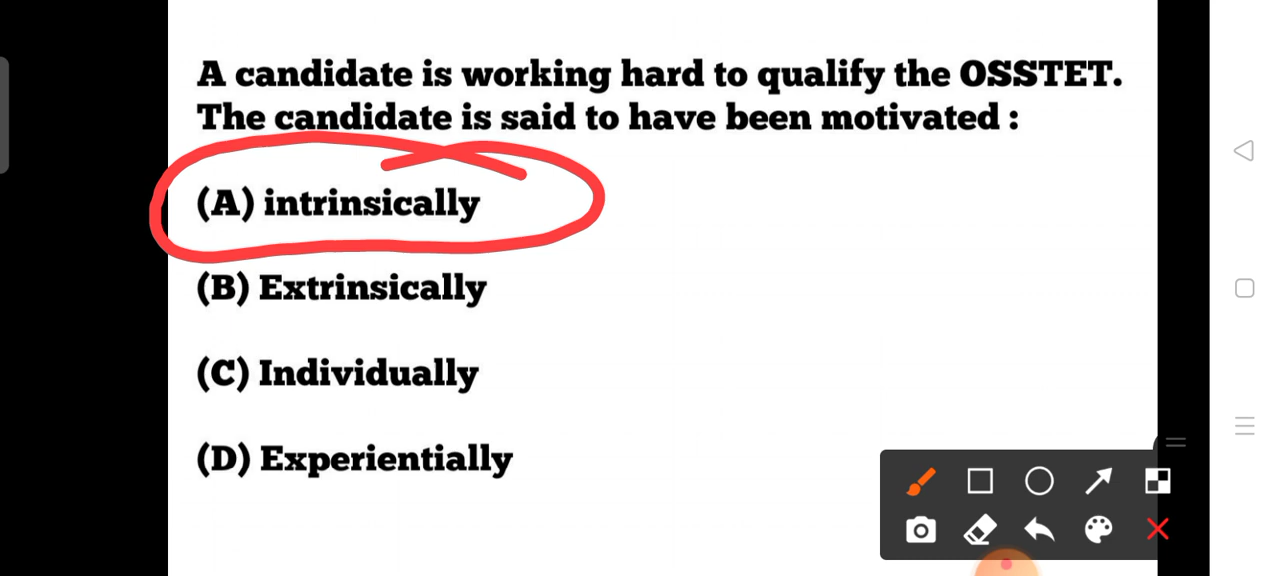 A candidate is working hard to qualify the OSSTET.
The candidate is said to have been motivated :
(A) intrinsically
(B) Extrinsically
(C) Individually
(D) Experientially